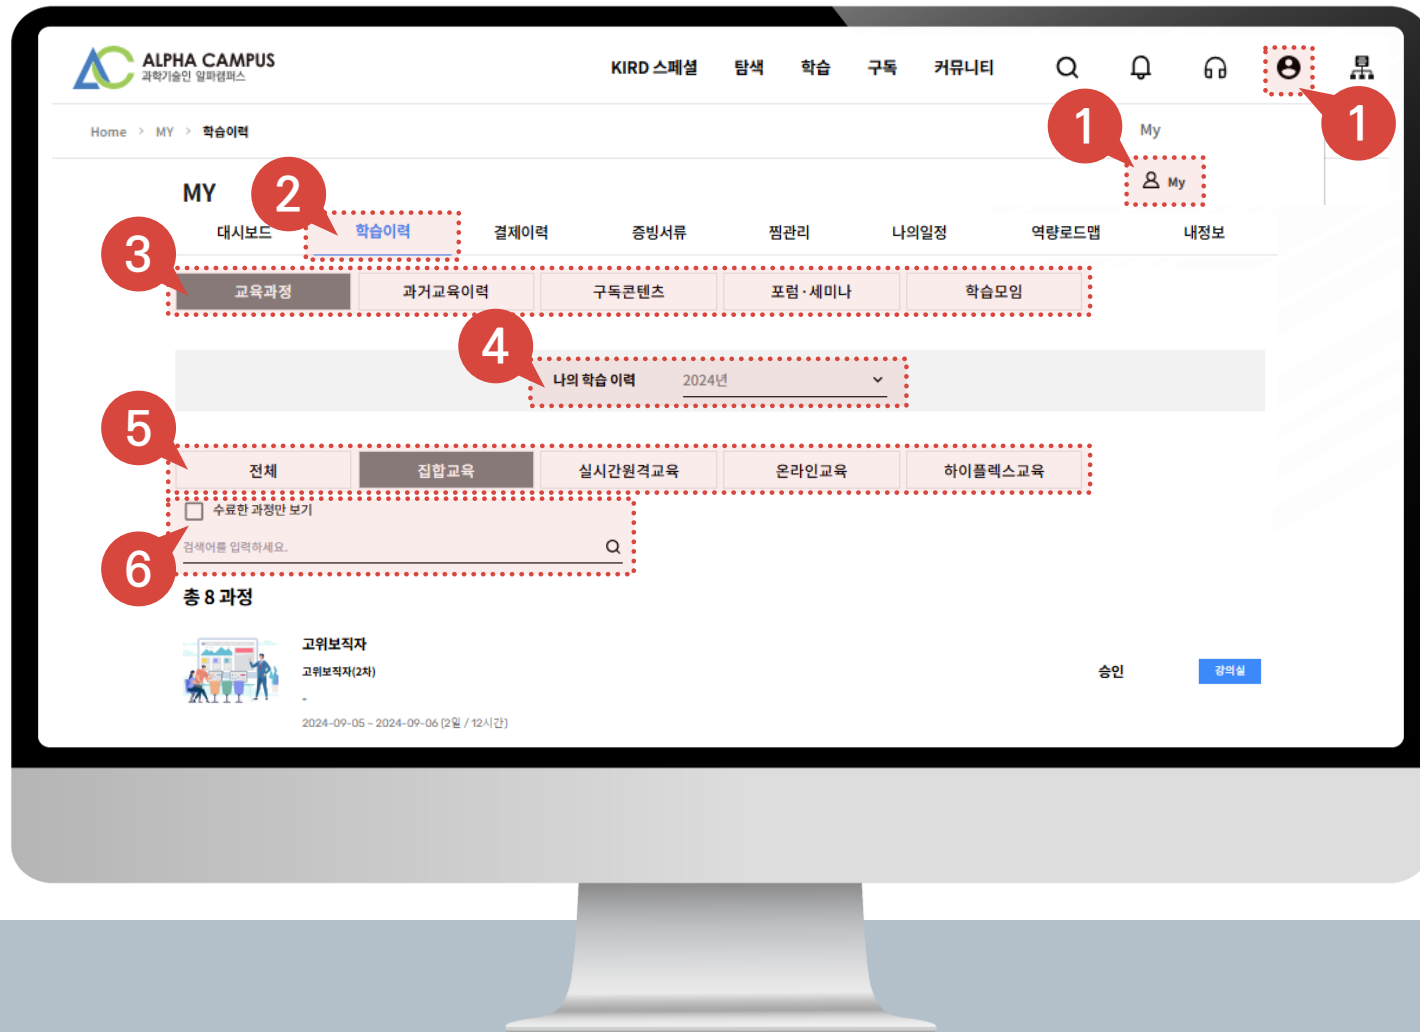 ALPHA CAMPUS
과학기술인 알파캠퍼스
KIRD 스페셜 탐색 학습 구독 커뮤니티
1
1
Home > MY > 학습이력
My
My
MY
2
대시보드 학습이력 결제이력 증빙서류 찜관리 나의일정 역량로드맵 내정보
3
교육과정 과거교육이력 구독콘텐츠 포럼·세미나 학습모임
4
나의 학습 이력 2024년
5
전체 집합교육 실시간원격교육 온라인교육 하이플렉스교육
수료한 과정만 보기
6
검색어를 입력하세요.
총 8 과정
고위보직자
고위보직자(2차)
-
승인 강의실
2024-09-05 ~ 2024-09-06 (2일 / 12시간)